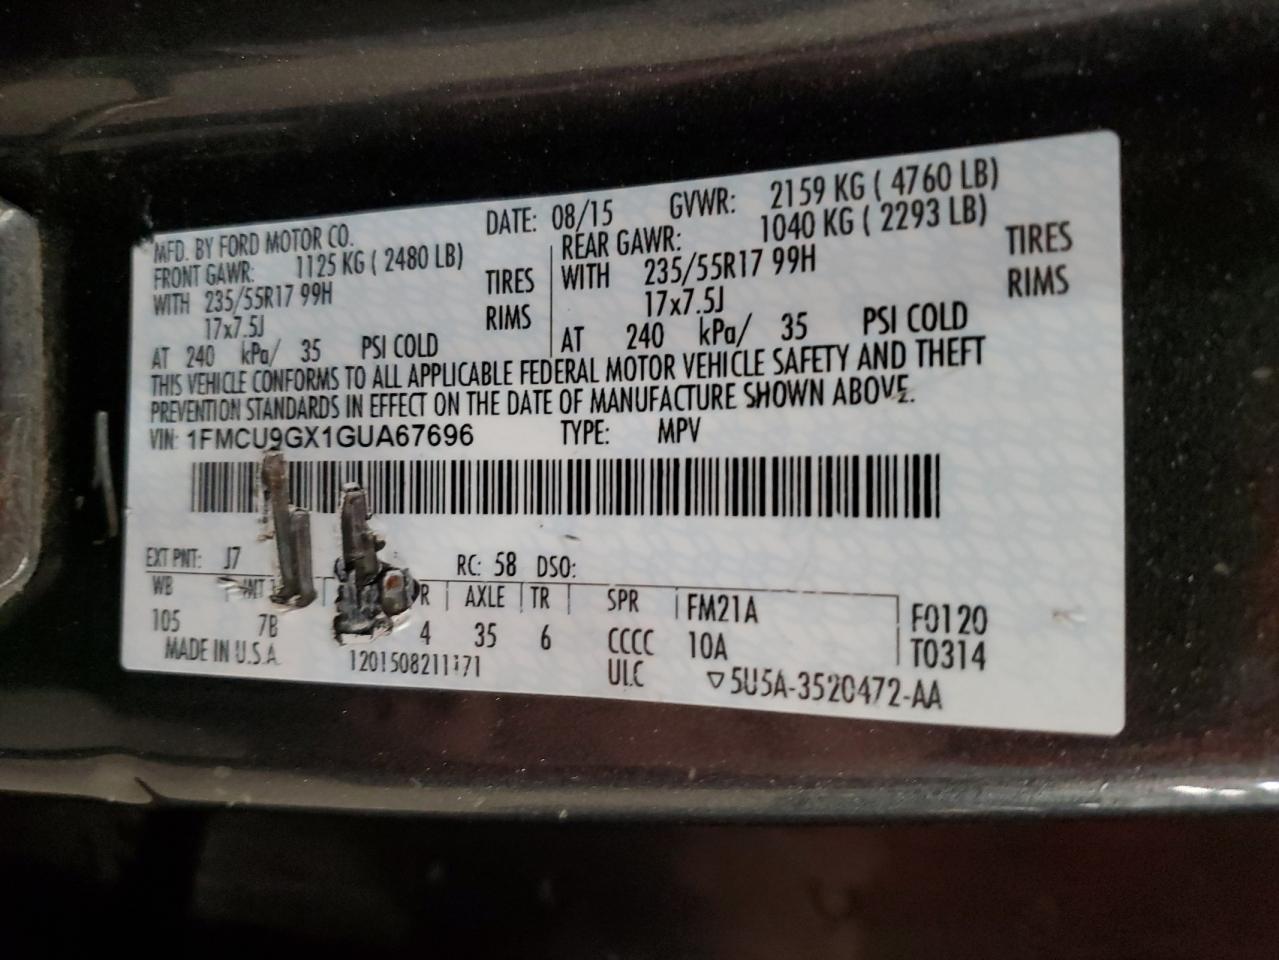 MFD. BY FORD MOTOR CO. DATE: 08/15 GVWR: 2159 KG ( 4760 LB)
FRONT GAWR: 1125 KG ( 2480 LB) REAR GAWR: 1040 KG ( 2293 LB)
WITH 235/55R17 99H TIRES WITH 235/55R17 99H TIRES
17x7.5J RIMS 17x7.5J RIMS
AT 240 kPa/ 35 PSI COLD AT 240 kPa/ 35 PSI COLD
THIS VEHICLE CONFORMS TO ALL APPLICABLE FEDERAL MOTOR VEHICLE SAFETY AND THEFT
PREVENTION STANDARDS IN EFFECT ON THE DATE OF MANUFACTURE SHOWN ABOVE.
VIN: 1FMCU9GX1GUA67696 TYPE: MPV
EXT PNT: J7 RC: 58 DSO:
WB AXLE TR SPR FM21A F0120
105 7B 4 35 6 CCCC 10A T0314
MADE IN U.S.A. ULC 5U5A-3520472-AA